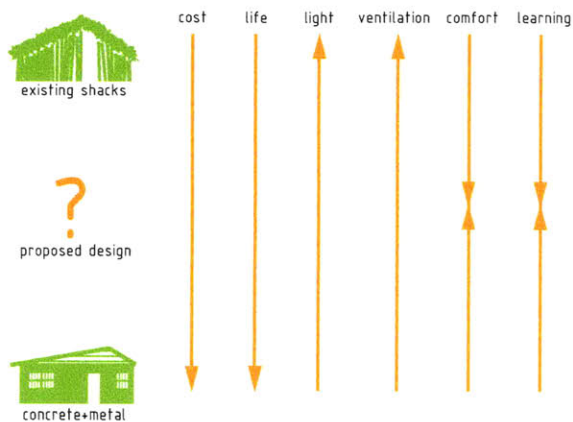 cost life light ventilation comfort learning
existing shacks
?
proposed design
concrete+metal